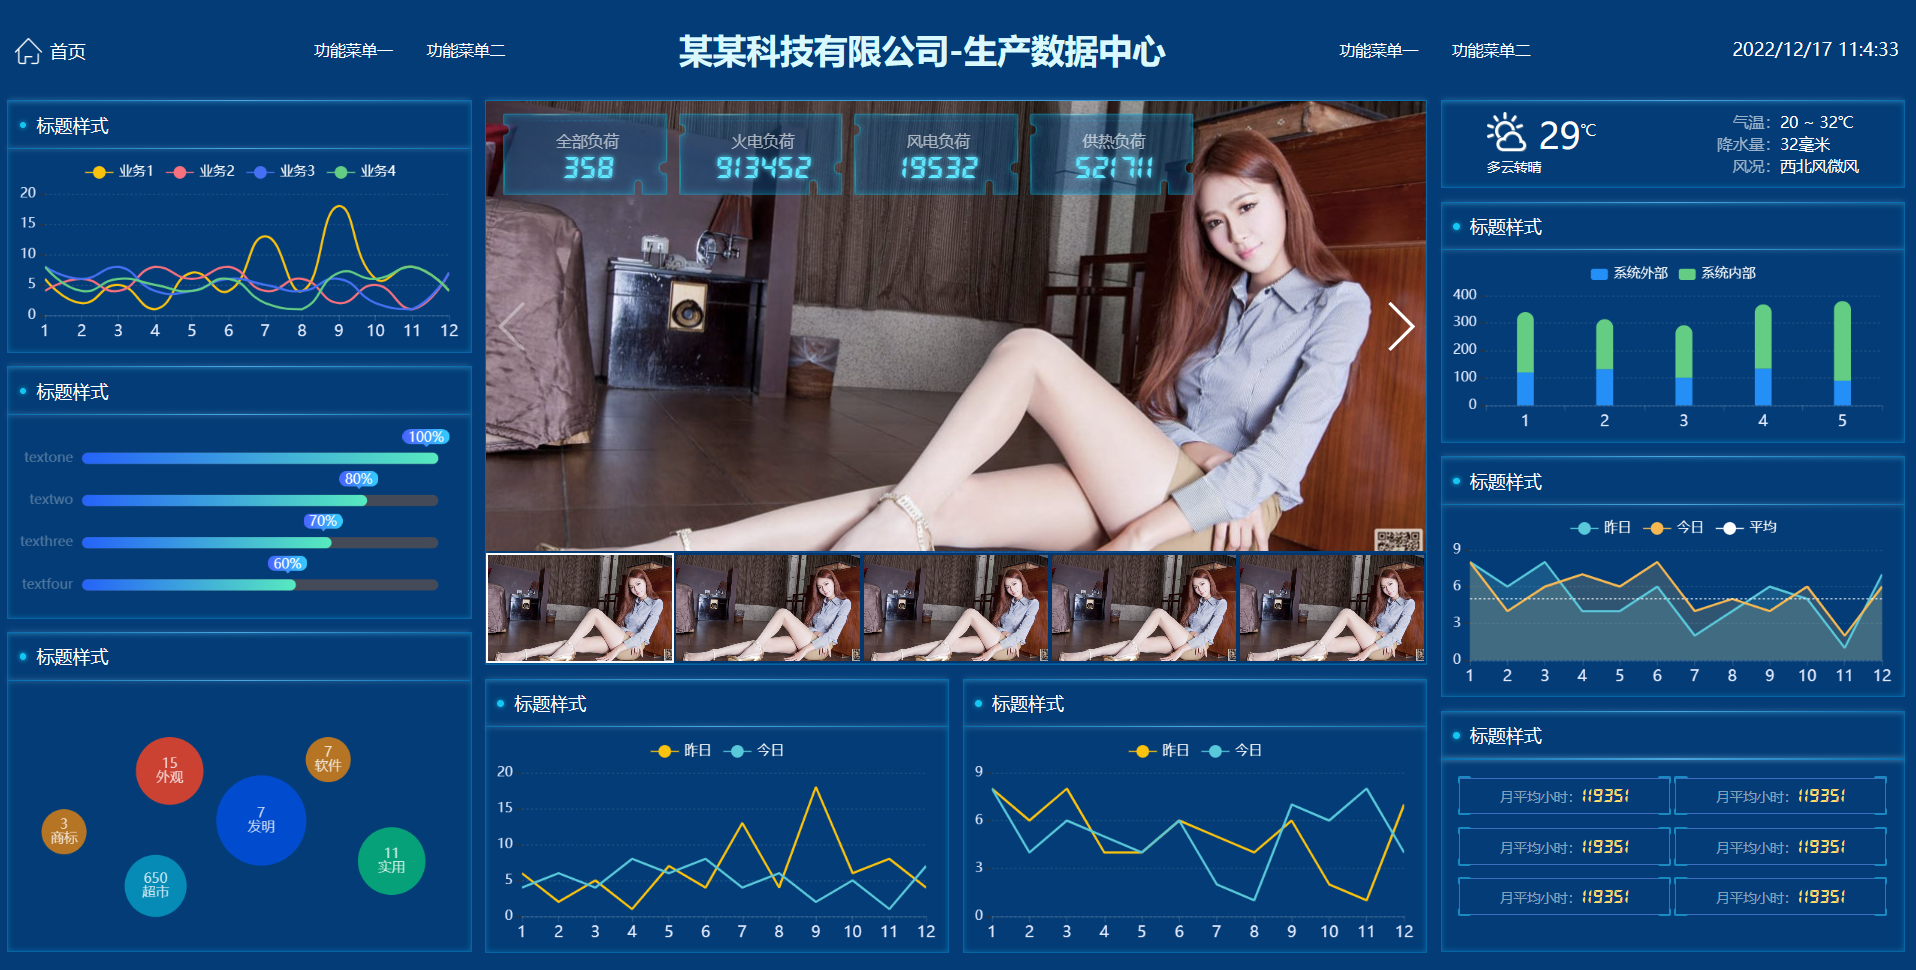 首页
功能菜单一
功能菜单二
某某科技有限公司-生产数据中心
功能菜单一
功能菜单二
2022/12/17 11:4:33
标题样式
业务1 业务2 业务3 业务4
20
15
10
5
0
1 2 3 4 5 6 7 8 9 10 11 12
标题样式
100%
textone
80%
textwo
70%
texthree
60%
textfour
标题样式
15
外观
7
软件
7
发明
3
商标
11
实用
650
超市
全部负荷
358
火电负荷
913452
风电负荷
19532
供热负荷
521711
标题样式
昨日 今日
20
15
10
5
0
1 2 3 4 5 6 7 8 9 10 11 12
标题样式
昨日 今日
9
6
3
0
1 2 3 4 5 6 7 8 9 10 11 12
29℃
多云转晴
气温：20 ~ 32℃
降水量：32毫米
风况：西北风微风
标题样式
系统外部 系统内部
400
300
200
100
0
1 2 3 4 5
标题样式
昨日 今日 平均
9
6
3
0
1 2 3 4 5 6 7 8 9 10 11 12
标题样式
月平均小时：119351 月平均小时：119351
月平均小时：119351 月平均小时：119351
月平均小时：119351 月平均小时：119351